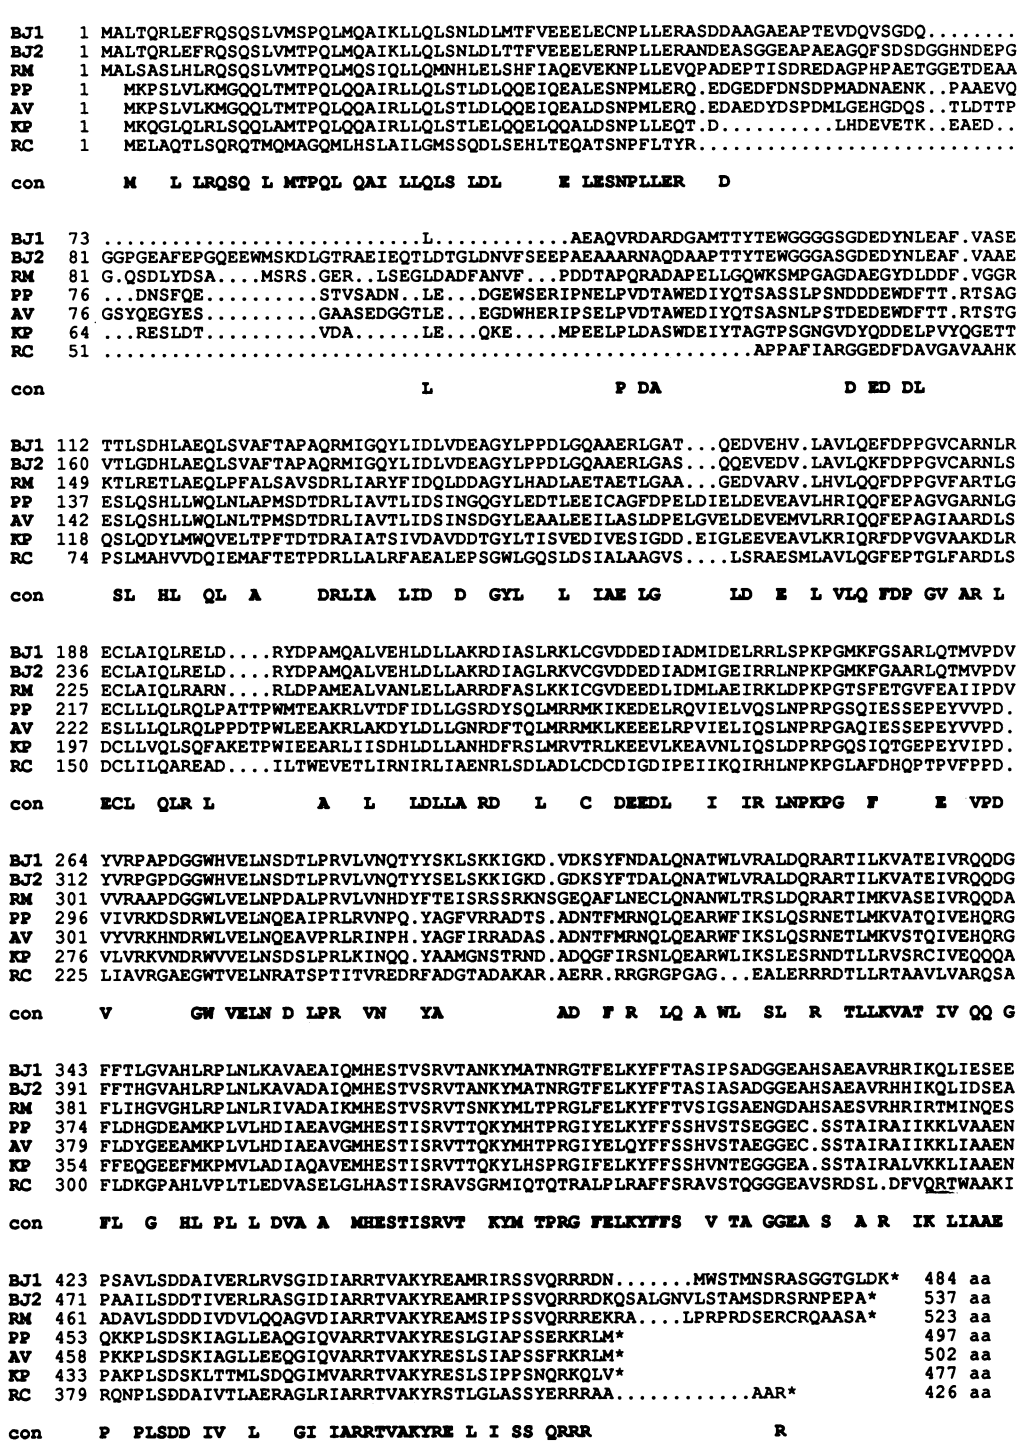 BJ1 1 MALTQRLEFRQSQSLVMSPQLMQAIKLLQLSNLDLMTFVEEELECNPLLERASDDAAGAEAPTEVDQVSGDQ........
BJ2 1 MALTQRLEFRQSQSLVMTPQLMQAIKLLQLSNLDLTTFVEEELERNPLLERANDEASGGEAPAEAGQFSDSDGGHNDEPG
RM 1 MALSASLHLRQSQSLVMTPQLMQSIQLLQMNHLELSHFIAQEVEKNPLLEVQPADEPTISDREDAGPHPAETGGETDEAA
PP 1 MKPSLVLKMGQQLTMTPQLQQAIRLLQLSTLDLQQEIQEALESNPMLERQ.EDGEDFDNSDPMADNAENK..PAAEVQ
AV 1 MKPSLVLKMGQQLTMTPQLQQAIRLLQLSTLDLQQEIQEALDSNPMLERQ.EDAEDYDSPDMLGEHGDQS..TLDTTP
KP 1 MKQGLQLRLSQQLAMTPQLQQAIRLLQLSTLELQQELQQALDSNPLLEQT.D..........LHDEVETK..EAED..
RC 1 MELAQTLSQRQTMQMAGQMLHSLAILGMSSQDLSEHLTEQATSNPFLTYR............................
con M L LRQSQ L MTPQL QAI LLQLS LDL E LESNPLLER D
BJ1 73 ............................L............AEAQVRDARDGAMTTYTEWGGGGSGDEDYNLEAF.VASE
BJ2 81 GGPGEAFEPGQEEWMSKDLGTRAEIEQTLDTGLDNVFSEEPAEAAARNAQDAAPTTYTEWGGGASGDEDYNLEAF.VAAE
RM 81 G.QSDLYDSA....MSRS.GER..LSEGLDADFANVF...PDDTAPQRADAPELLGQWKSMPGAGDAEGYDLDDF.VGGR
PP 76 ...DNSFQE..........STVSADN..LE...DGEWSERIPNELPVDTAWEDIYQTSASSLPSNDDDEWDFTT.RTSAG
AV 76 GSYQEGYES..........GAASEDGGTLE...EGDWHERIPSELPVDTAWEDIYQTSASNLPSTDEDEWDFTT.RTSTG
KP 64 ...RESLDT..........VDA......LE...QKE....MPEELPLDASWDEIYTAGTPSGNGVDYQDDELPVYQGETT
RC 51 .........................................................APPAFIARGGEDFDAVGAVAAHK
con L P DA D ED DL
BJ1 112 TTLSDHLAEQLSVAFTAPAQRMIGQYLIDLVDEAGYLPPDLGQAAERLGAT...QEDVEHV.LAVLQEFDPPGVCARNLR
BJ2 160 VTLGDHLAEQLSVAFTAPAQRMIGQYLIDLVDEAGYLPPDLGQAAERLGAS...QQEVEDV.LAVLQKFDPPGVCARNLS
RM 149 KTLRETLAEQLPFALSAVSDRLIARYFIDQLDDAGYLHADLAETAETLGAA...GEDVARV.LHVLQQFDPPGVFARTLG
PP 137 ESLQSHLLWQLNLAPMSDTDRLIAVTLIDSINGQGYLEDTLEEICAGFDPELDIELDEVEAVLHRIQQFEPAGVGARNLG
AV 142 ESLQSHLLWQLNLTPMSDTDRLIAVTLIDSINSDGYLEAALEEILASLDPELGVELDEVEMVLRRIQQFEPAGIAARDLS
KP 118 QSLQDYLMWQVELTPFTDTDRAIATSIVDAVDDTGYLTISVEDIVESIGDD.EIGLEEVEAVLKRIQRFDPVGVAAKDLR
RC 74 PSLMAHVVDQIEMAFTETPDRLLALRFAEALEPSGWLGQSLDSIALAAGVS....LSRAESMLAVLQGFEPTGLFARDLS
con SL HL QL A DRLIA LID D GYL L IAE LG LD E L VLQ FDP GV AR L
BJ1 188 ECLAIQLRELD....RYDPAMQALVEHLDLLAKRDIASLRKLCGVDDEDIADMIDELRRLSPKPGMKFGSARLQTMVPDV
BJ2 236 ECLAIQLRELD....RYDPAMQALVEHLDLLAKRDIAGLRKVCGVDDEDIADMIGEIRRLNPKPGMKFGAARLQTMVPDV
RM 225 ECLAIQLRARN....RLDPAMEALVANLELLARRDFASLKKICGVDEEDLIDMLAEIRKLDPKPGTSFETGVFEAIIPDV
PP 217 ECLLLQLRQLPATTPWMTEAKRLVTDFIDLLGSRDYSQLMRRMKIKEDELRQVIELVQSLNPRPGSQIESSEPEYVVPD.
AV 222 ESLLLQLRQLPPDTPWLEEAKRLAKDYLDLLGNRDFTQLMRRMKLKEEELRPVIELIQSLNPRPGAQIESSEPEYVVPD.
KP 197 DCLLVQLSQFAKETPWIEEARLIISDHLDLLANHDFRSLMRVTRLKEEVLKEAVNLIQSLDPRPGQSIQTGEPEYVIPD.
RC 150 DCLILQAREAD....ILTWEVETLIRNIRLIAENRLSDLADLCDCDIGDIPEIIKQIRHLNPKPGLAFDHQPTPVFPPD.
con ECL QLR L A L LDLLA RD L C DEEDL I IR LNPKPG F E VPD
BJ1 264 YVRPAPDGGWHVELNSDTLPRVLVNQTYYSKLSKKIGKD.VDKSYFNDALQNATWLVRALDQRARTILKVATEIVRQQDG
BJ2 312 YVRPGPDGGWHVELNSDTLPRVLVNQTYYSELSKKIGKD.GDKSYFTDALQNATWLVRALDQRARTILKVATEIVRQQDG
RM 301 VVRAAPDGGWLVELNPDALPRVLVNHDYFTEISRSSRKNSGEQAFLNECLQNANWLTRSLDQRARTIMKVASEIVRQQDA
PP 296 VIVRKDSDRWLVELNQEAIPRLRVNPQ.YAGFVRRADTS.ADNTFMRNQLQEARWFIKSLQSRNETLMKVATQIVEHQRG
AV 301 VYVRKHNDRWLVELNQEAVPRLRINPH.YAGFIRRADAS.ADNTFMRNQLQEARWFIKSLQSRNETLMKVSTQIVEHQRG
KP 276 VLVRKVNDRWVVELNSDSLPRLKINQQ.YAAMGNSTRND.ADQGFIRSNLQEARWLIKSLESRNDTLLRVSRCIVEQQQA
RC 225 LIAVRGAEGWTVELNRATSPTITVREDRFADGTADAKAR.AERR.RRGRGPGAG...EALERRRDTLLRTAAVLVARQSA
con V GW VELN D LPR VN YA AD F R LQ A WL SL R TLLKVAT IV QQ G
BJ1 343 FFTLGVAHLRPLNLKAVAEAIQMHESTVSRVTANKYMATNRGTFELKYFFTASIPSADGGEAHSAEAVRHRIKQLIESEE
BJ2 391 FFTHGVAHLRPLNLKAVADAIQMHESTVSRVTANKYMATNRGTFELKYFFTASIASADGGEAHSAEAVRHHIKQLIDSEA
RM 381 FLIHGVGHLRPLNLRIVADAIKMHESTVSRVTSNKYMLTPRGLFELKYFFTVSIGSAENGDAHSAESVRHRIRTMINQES
PP 374 FLDHGDEAMKPLVLHDIAEAVGMHESTISRVTTQKYMHTPRGIYELKYFFSSHVSTSEGGEC.SSTAIRAIIKKLVAAEN
AV 379 FLDYGEEAMKPLVLHDIAEAVGMHESTISRVTTQKYMHTPRGIYELQYFFSSHVSTAEGGEC.SSTAIRAIIKKLIAAEN
KP 354 FFEQGEEFMKPMVLADIAQAVEMHESTISRVTTQKYLHSPRGIFELKYFFSSHVNTEGGGEA.SSTAIRALVKKLIAAEN
RC 300 FLDKGPAHLVPLTLEDVASELGLHASTISRAVSGRMIQTQTRALPLRAFFSRAVSTQGGGEAVSRDSL.DFVQRTWAAKI
con FL G HL PL L DVA A MHESTISRVT KYM TPRG FELKYFFS V TA GGEA S A R IK LIAAE
BJ1 423 PSAVLSDDAIVERLRVSGIDIARRTVAKYREAMRIRSSVQRRRDN.......MWSTMNSRASGGTGLDK* 484 aa
BJ2 471 PAAILSDDTIVERLRASGIDIARRTVAKYREAMRIPSSVQRRRDKQSALGNVLSTAMSDRSRNPEPA* 537 aa
RM 461 ADAVLSDDDIVDVLQQAGVDIARRTVAKYREAMSIPSSVQRRREKRA....LPRPRDSERCRQAASA* 523 aa
PP 453 QKKPLSDSKIAGLLEAQGIQVARRTVAKYRESLGIAPSSERKRLM* 497 aa
AV 458 PKKPLSDSKIAGLLEEQGIQVARRTVAKYRESLSIAPSSFRKRLM* 502 aa
KP 433 PAKPLSDSKLTTMLSDQGIMVARRTVAKYRESLSIPPSNQRKQLV* 477 aa
RC 379 RQNPLSDDAIVTLAERAGLRIARRTVAKYRSTLGLASSYERRRAA............AAR* 426 aa
con P PLSDD IV L GI IARRTVAKYRE L I SS QRRR R